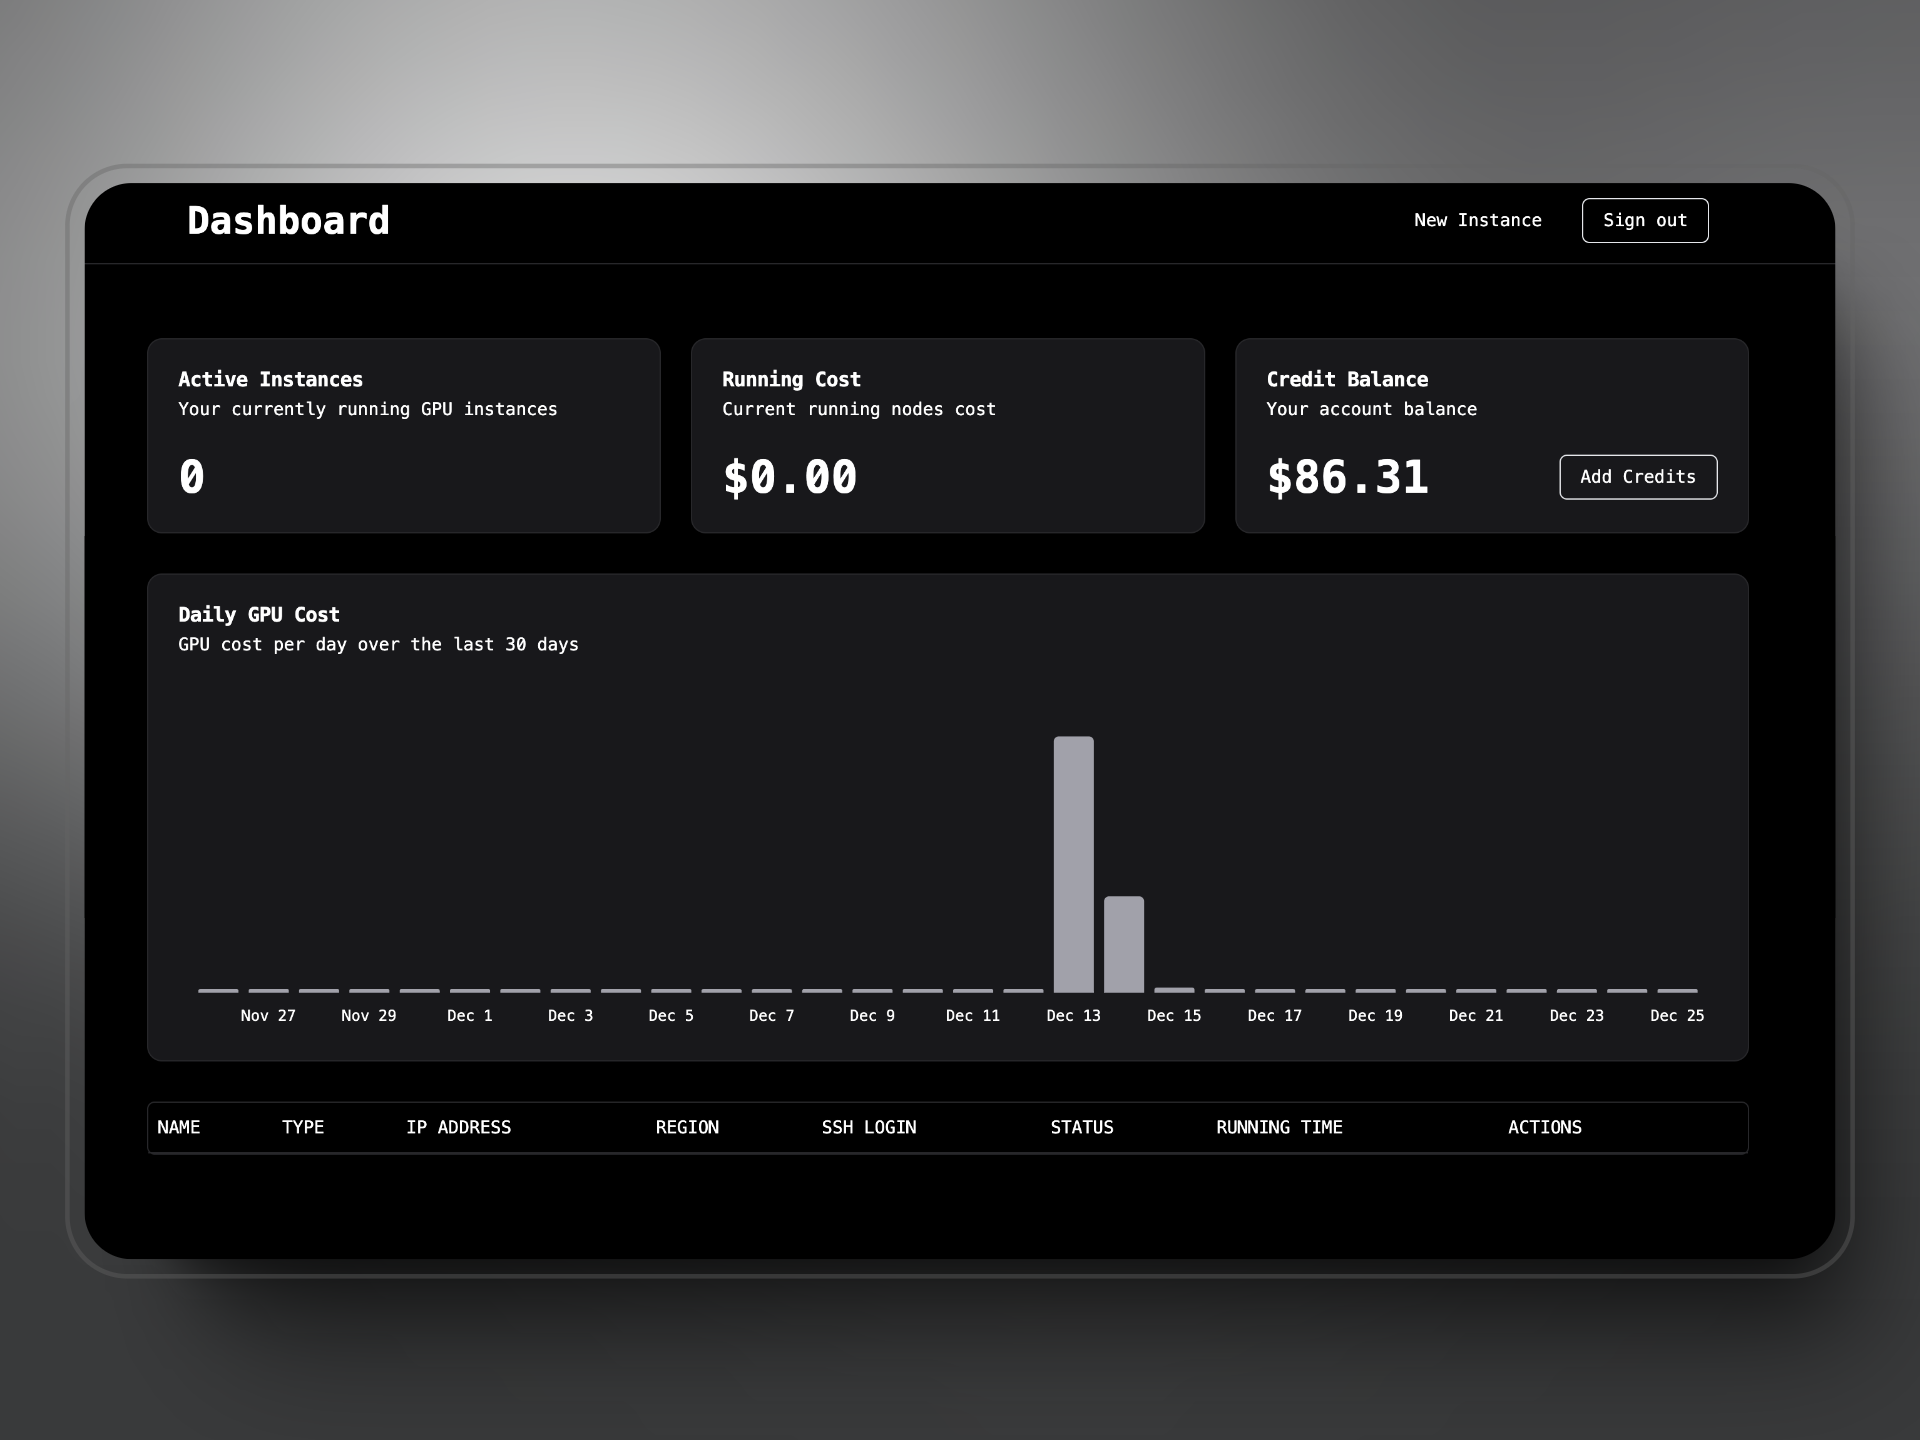 Dashboard
New Instance
Sign out
Active Instances
Your currently running GPU instances
0
Running Cost
Current running nodes cost
$0.00
Credit Balance
Your account balance
$86.31
Add Credits
Daily GPU Cost
GPU cost per day over the last 30 days
Nov 27 Nov 29 Dec 1 Dec 3 Dec 5 Dec 7 Dec 9 Dec 11 Dec 13 Dec 15 Dec 17 Dec 19 Dec 21 Dec 23 Dec 25
NAME TYPE IP ADDRESS REGION SSH LOGIN STATUS RUNNING TIME ACTIONS